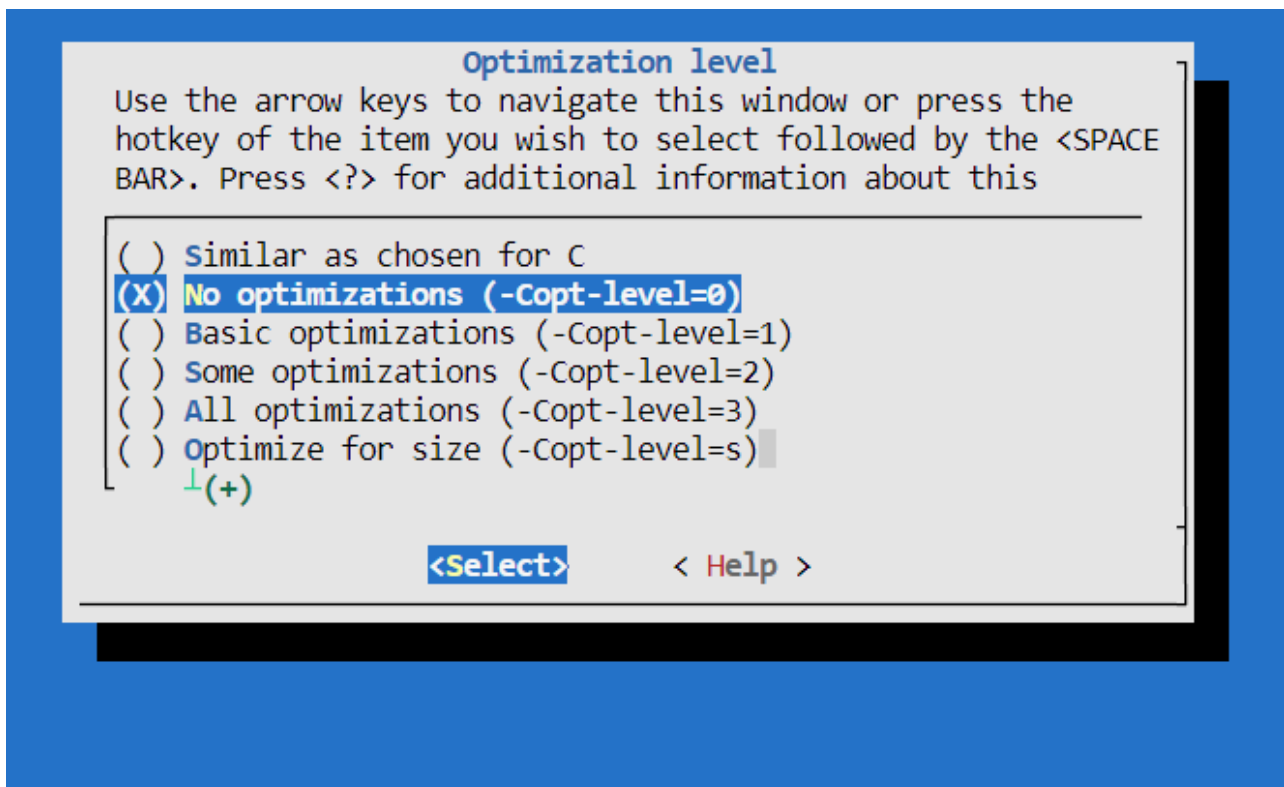 Optimization level
Use the arrow keys to navigate this window or press the
hotkey of the item you wish to select followed by the <SPACE
BAR>. Press <?> for additional information about this
( ) Similar as chosen for C
(X) No optimizations (-Copt-level=0)
( ) Basic optimizations (-Copt-level=1)
( ) Some optimizations (-Copt-level=2)
( ) All optimizations (-Copt-level=3)
( ) Optimize for size (-Copt-level=s)
┴(+)
<Select> < Help >